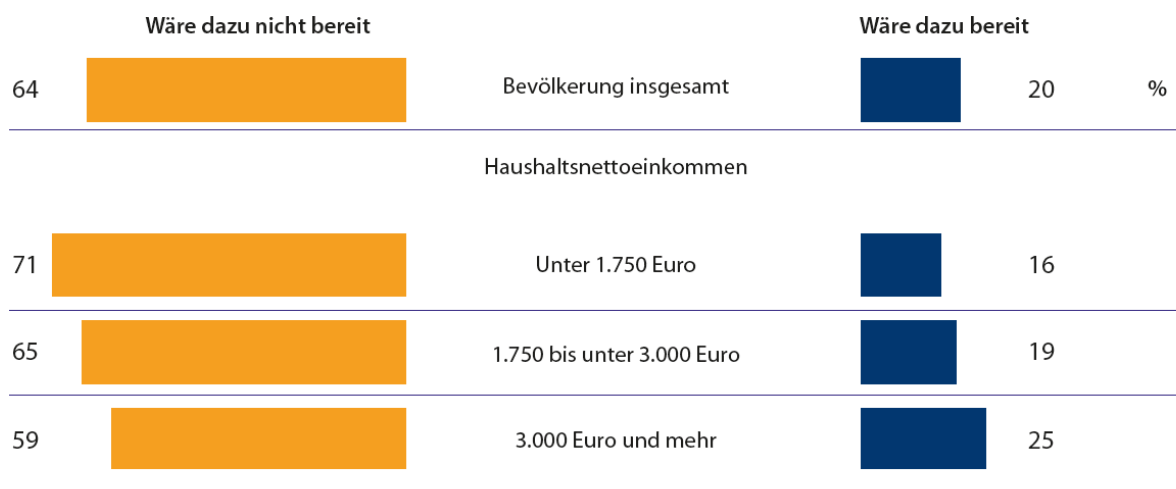 Wäre dazu nicht bereit Wäre dazu bereit
64 Bevölkerung insgesamt 20 %
Haushaltsnettoeinkommen
71 Unter 1.750 Euro 16
65 1.750 bis unter 3.000 Euro 19
59 3.000 Euro und mehr 25